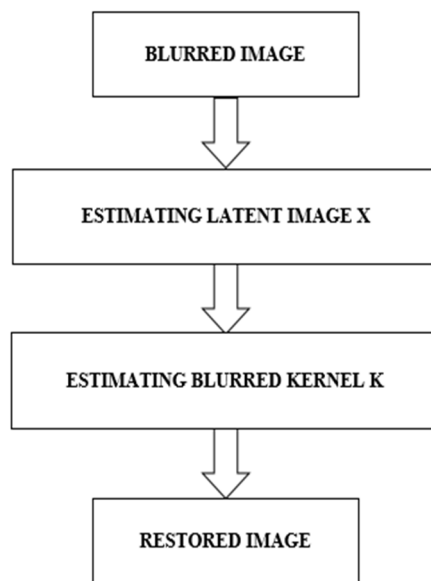 BLURRED IMAGE
ESTIMATING LATENT IMAGE X
ESTIMATING BLURRED KERNEL K
RESTORED IMAGE